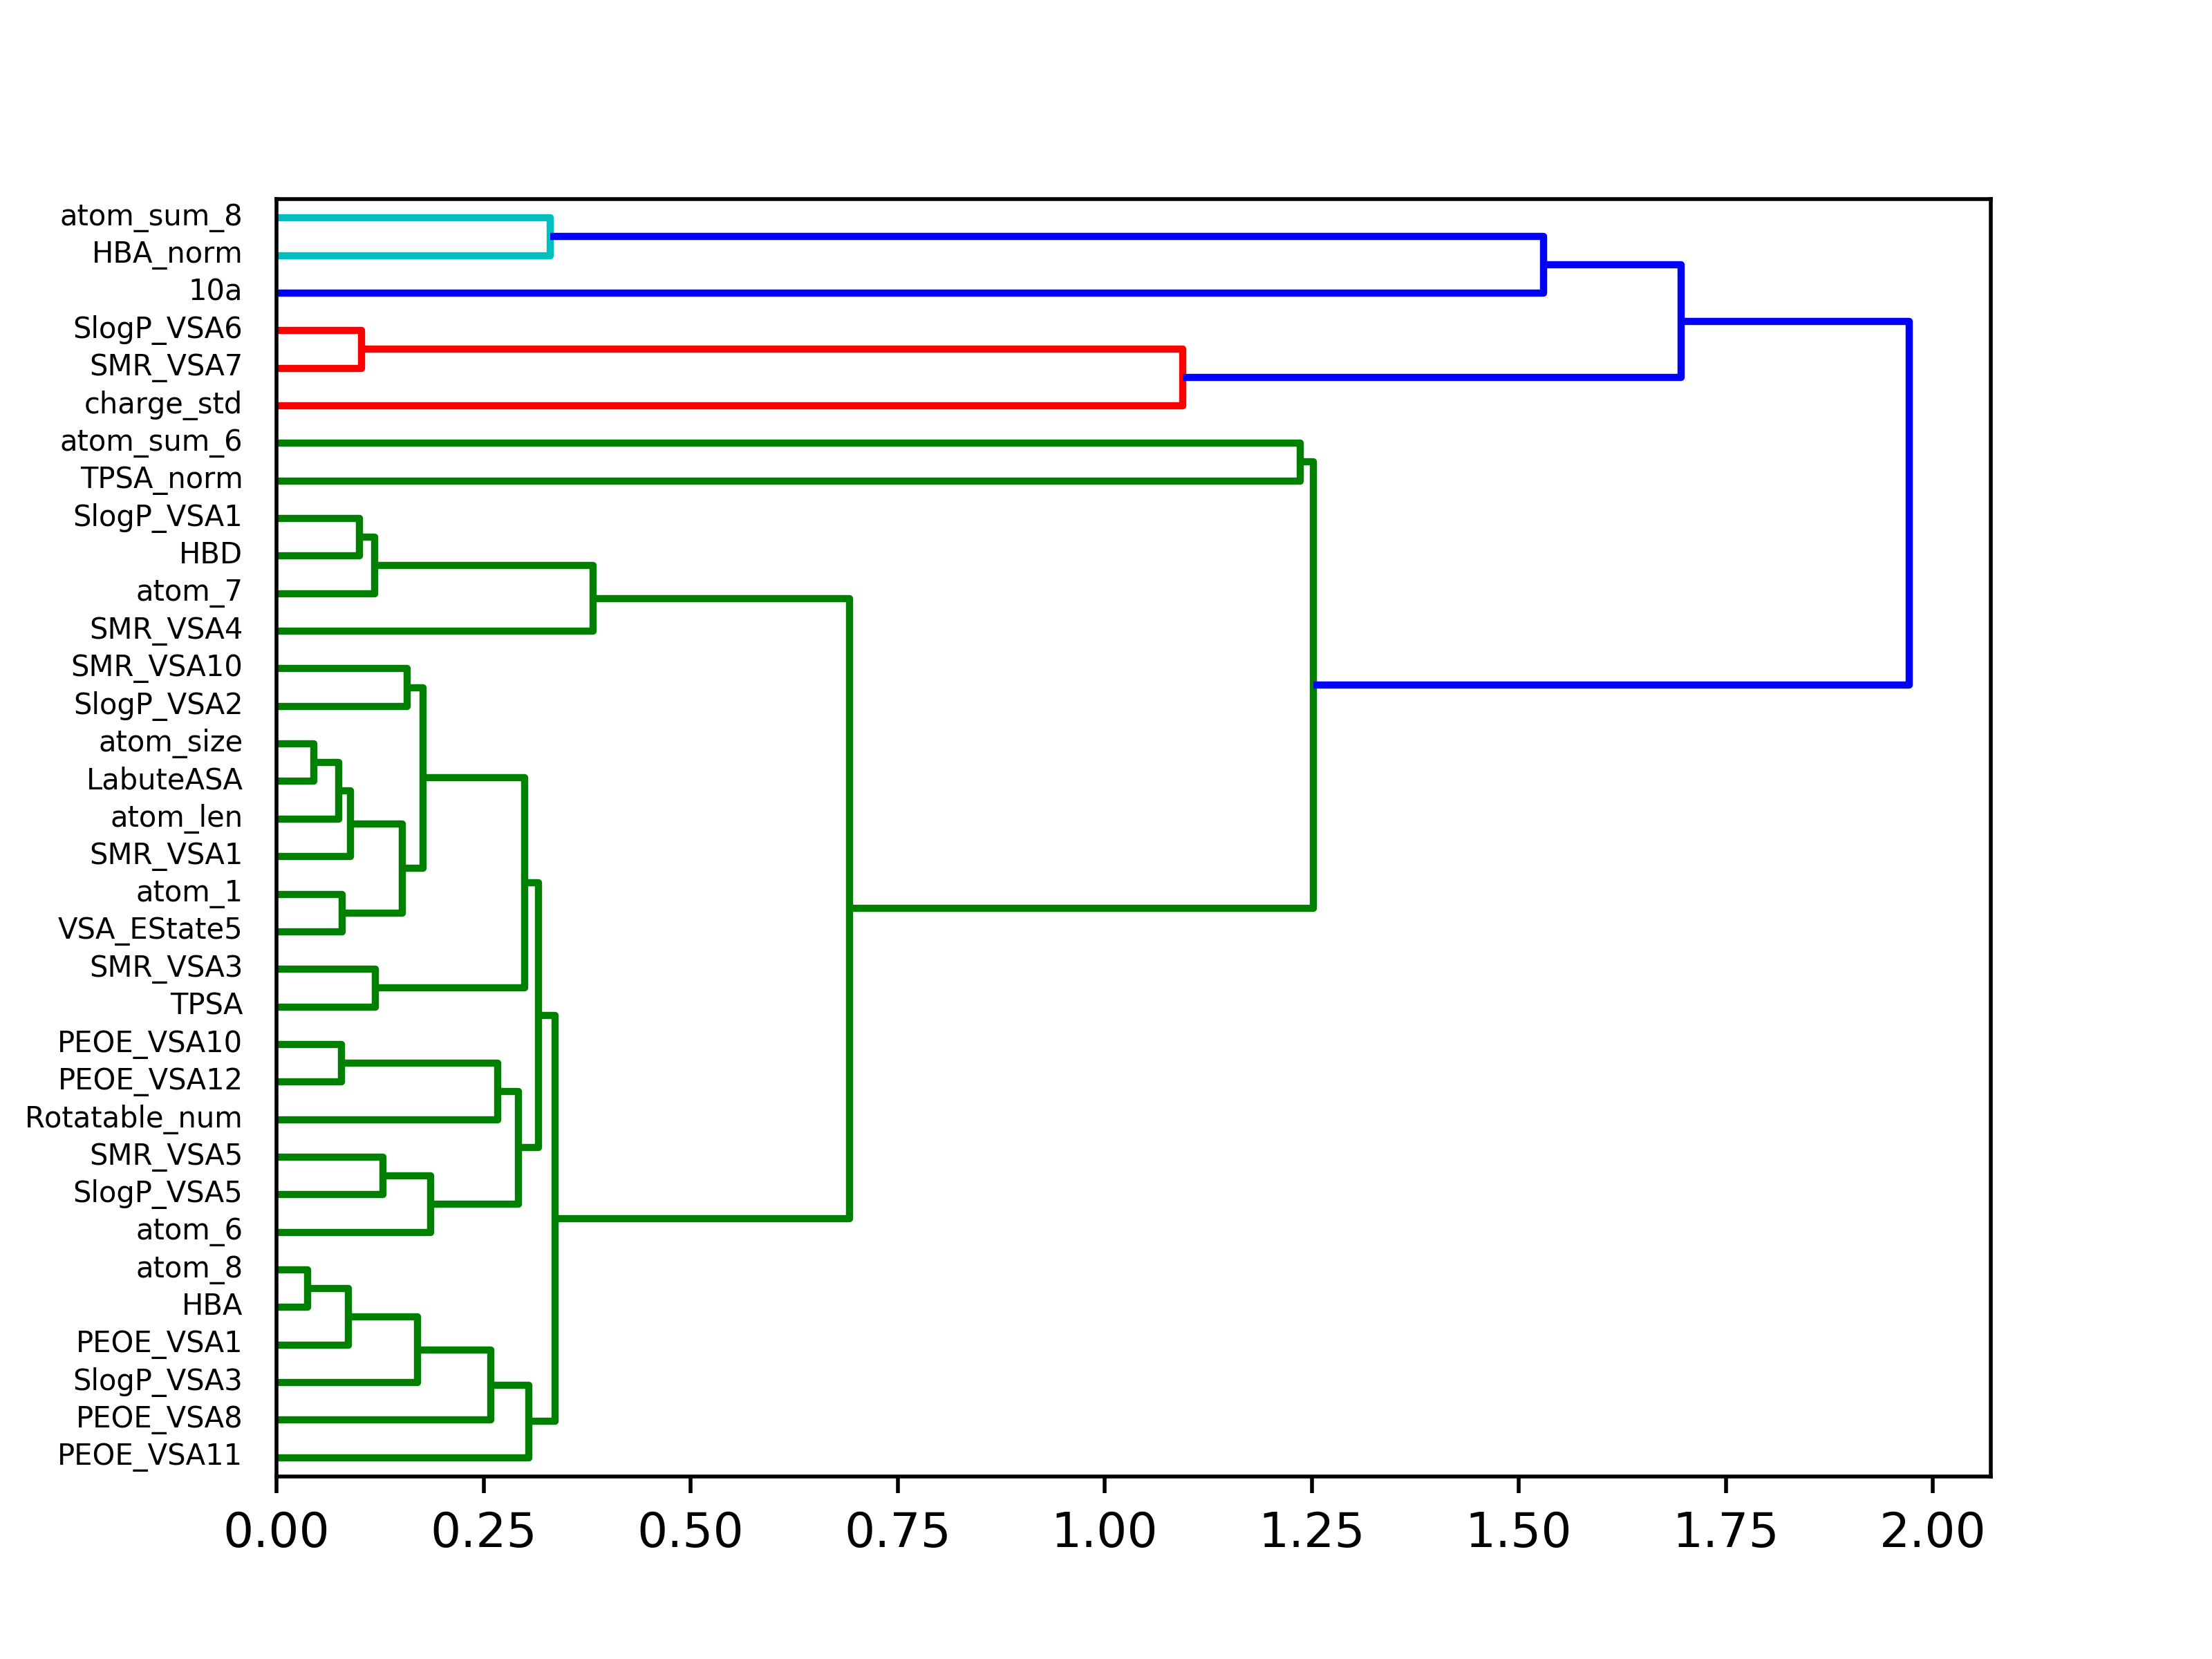 atom_sum_8
HBA_norm
10a
SlogP_VSA6
SMR_VSA7
charge_std
atom_sum_6
TPSA_norm
SlogP_VSA1
HBD
atom_7
SMR_VSA4
SMR_VSA10
SlogP_VSA2
atom_size
LabuteASA
atom_len
SMR_VSA1
atom_1
VSA_EState5
SMR_VSA3
TPSA
PEOE_VSA10
PEOE_VSA12
Rotatable_num
SMR_VSA5
SlogP_VSA5
atom_6
atom_8
HBA
PEOE_VSA1
SlogP_VSA3
PEOE_VSA8
PEOE_VSA11
0.00 0.25 0.50 0.75 1.00 1.25 1.50 1.75 2.00